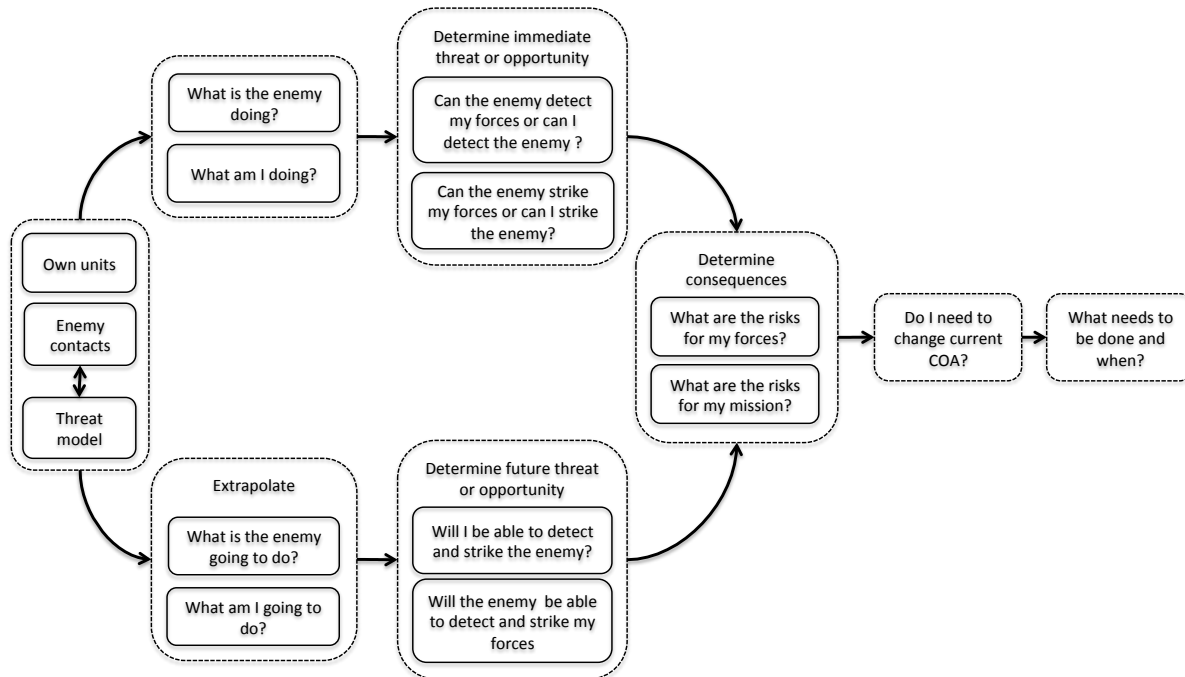 Own units
Enemy
contacts
Threat
model
What is the enemy
doing?
What am I doing?
Determine immediate
threat or opportunity
Can the enemy detect
my forces or can I
detect the enemy ?
Can the enemy strike
my forces or can I strike
the enemy?
Extrapolate
What is the enemy
going to do?
What am I going to
do?
Determine future threat
or opportunity
Will I be able to detect
and strike the enemy?
Will the enemy be able
to detect and strike my
forces
Determine
consequences
What are the risks
for my forces?
What are the risks
for my mission?
Do I need to
change current
COA?
What needs to
be done and
when?